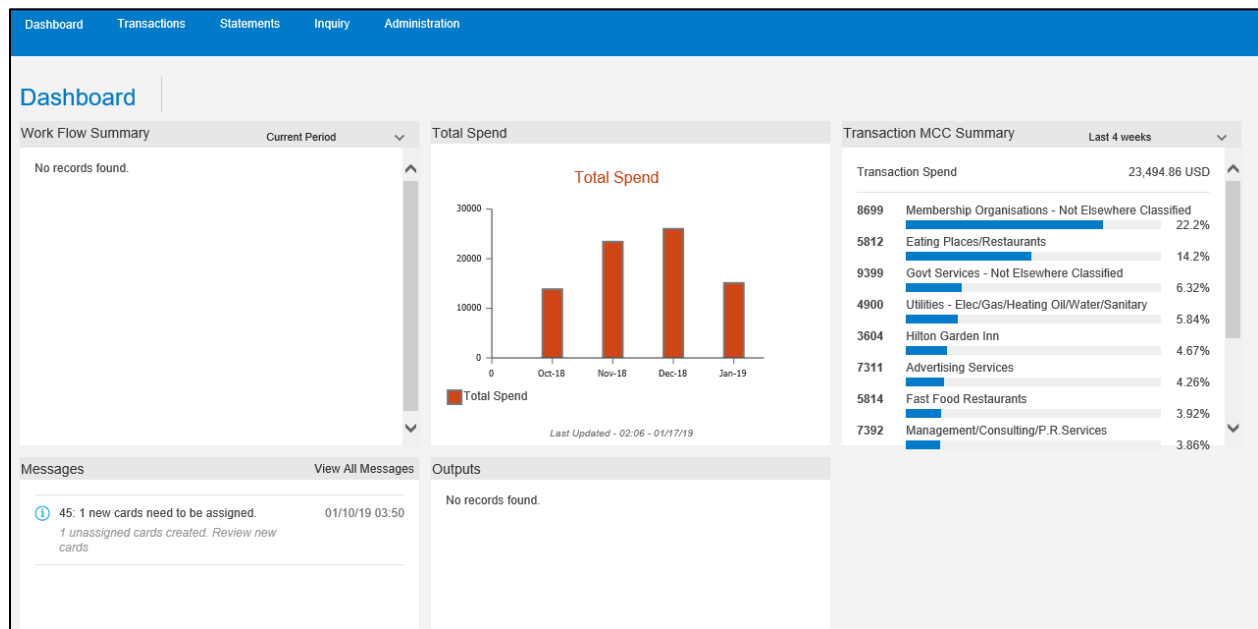 Dashboard Transactions Statements Inquiry Administration
Dashboard
Work Flow Summary Current Period
No records found.
Total Spend
Total Spend
30000
20000
10000
0
0 Oct-18 Nov-18 Dec-18 Jan-19
Total Spend
Last Updated - 02:06 - 01/17/19
Transaction MCC Summary Last 4 weeks
Transaction Spend 23,494.86 USD
8699 Membership Organisations - Not Elsewhere Classified
22.2%
5812 Eating Places/Restaurants
14.2%
9399 Govt Services - Not Elsewhere Classified
6.32%
4900 Utilities - Elec/Gas/Heating Oil/Water/Sanitary
5.84%
3604 Hilton Garden Inn
4.67%
7311 Advertising Services
4.26%
5814 Fast Food Restaurants
3.92%
7392 Management/Consulting/P.R.Services
3.86%
Messages View All Messages
45: 1 new cards need to be assigned. 01/10/19 03:50
1 unassigned cards created. Review new
cards
Outputs
No records found.